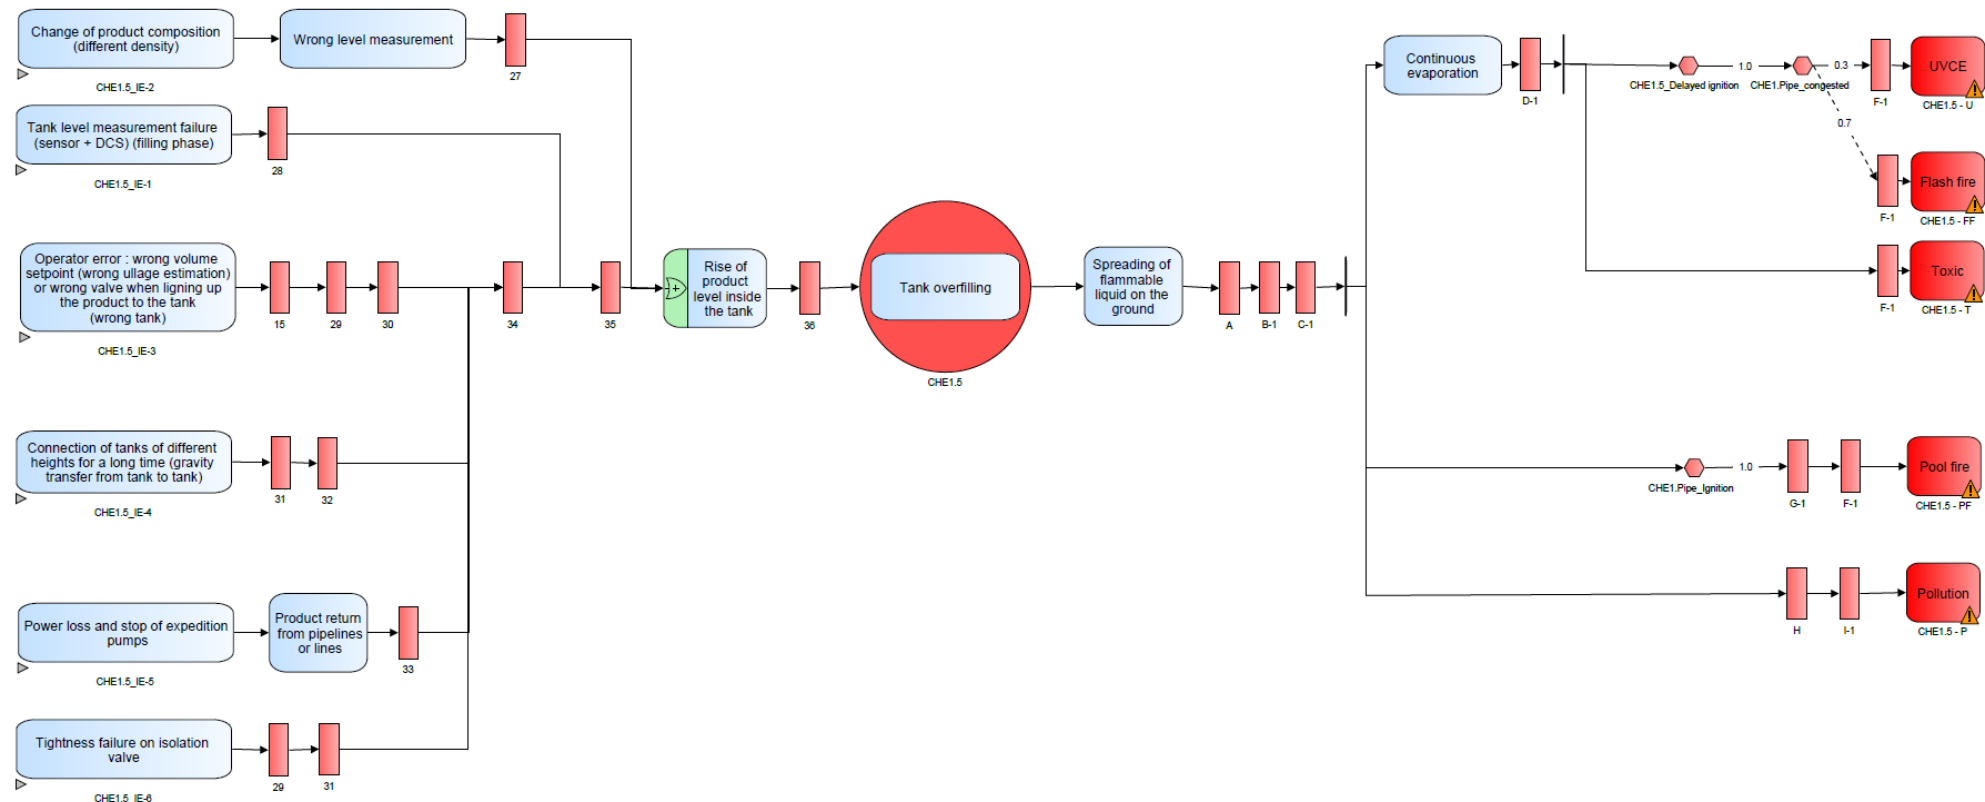 Change of product composition
(different density)
CHE1.5_IE-2
Wrong level measurement
27
Tank level measurement failure
(sensor + DCS) (filling phase)
CHE1.5_IE-1
28
Operator error : wrong volume
setpoint (wrong ullage estimation)
or wrong valve when ligning up
the product to the tank
(wrong tank)
CHE1.5_IE-3
15
29
30
34
35
Connection of tanks of different
heights for a long time (gravity
transfer from tank to tank)
CHE1.5_IE-4
31
32
Power loss and stop of expedition
pumps
CHE1.5_IE-5
Product return
from pipelines
or lines
33
Tightness failure on isolation
valve
CHE1.5_IE-6
29
31
+
Rise of
product
level inside
the tank
36
Tank overfilling
CHE1.5
Spreading of
flammable
liquid on the
ground
A
B-1
C-1
Continuous
evaporation
D-1
CHE1.5_Delayed ignition
1.0
CHE1.Pipe_congested
0.3
0.7
F-1
UVCE
CHE1.5 - U
F-1
Flash fire
CHE1.5 - FF
F-1
Toxic
CHE1.5 - T
CHE1.Pipe_Ignition
1.0
G-1
F-1
Pool fire
CHE1.5 - PF
H
I-1
Pollution
CHE1.5 - P